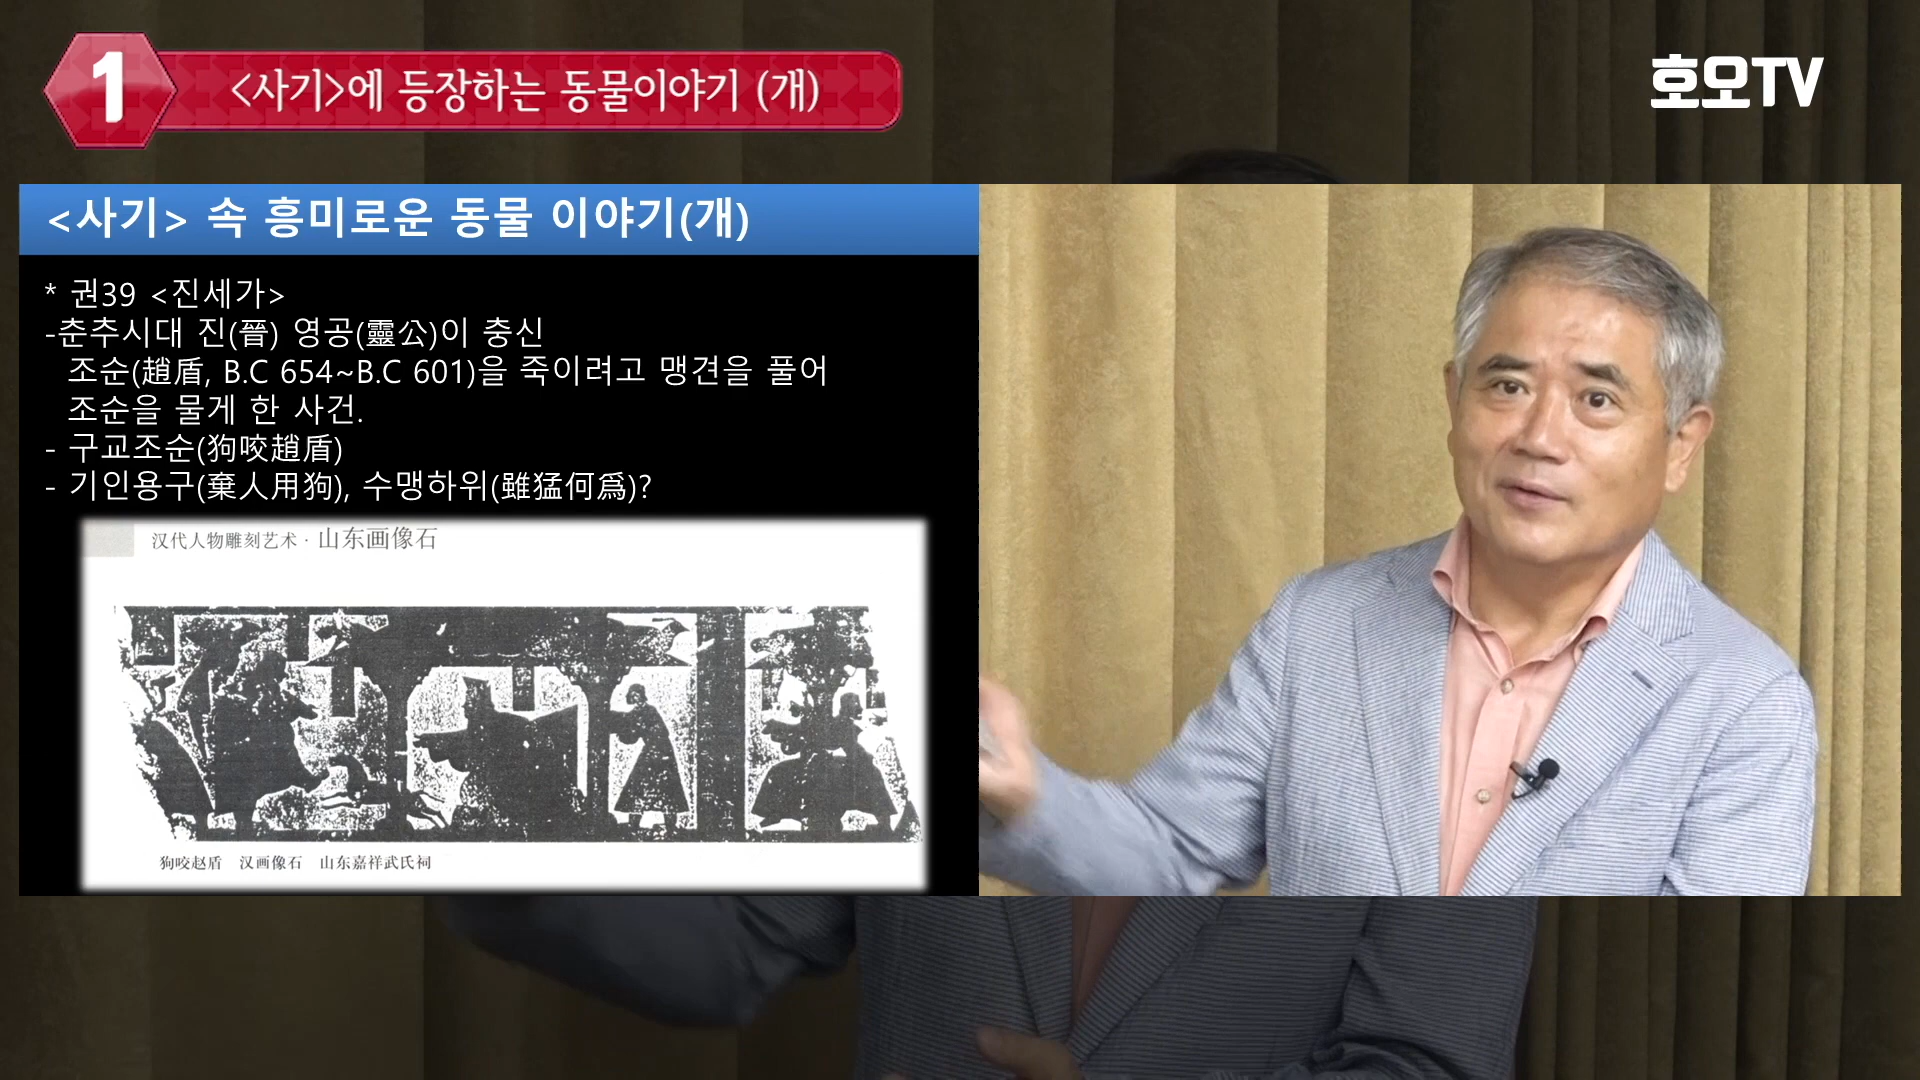 1
<사기>에 등장하는 동물이야기 (개)
호오TV
<사기> 속 흥미로운 동물 이야기(개)
* 권39 <진세가>
-춘추시대 진(晉) 영공(靈公)이 충신
조순(趙盾, B.C 654~B.C 601)을 죽이려고 맹견을 풀어
조순을 물게 한 사건.
- 구교조순(狗咬趙盾)
- 기인용구(棄人用狗), 수맹하위(雖猛何爲)?
汉代人物雕刻艺术 · 山东画像石
狗咬赵盾 汉画像石 山东嘉祥武氏祠